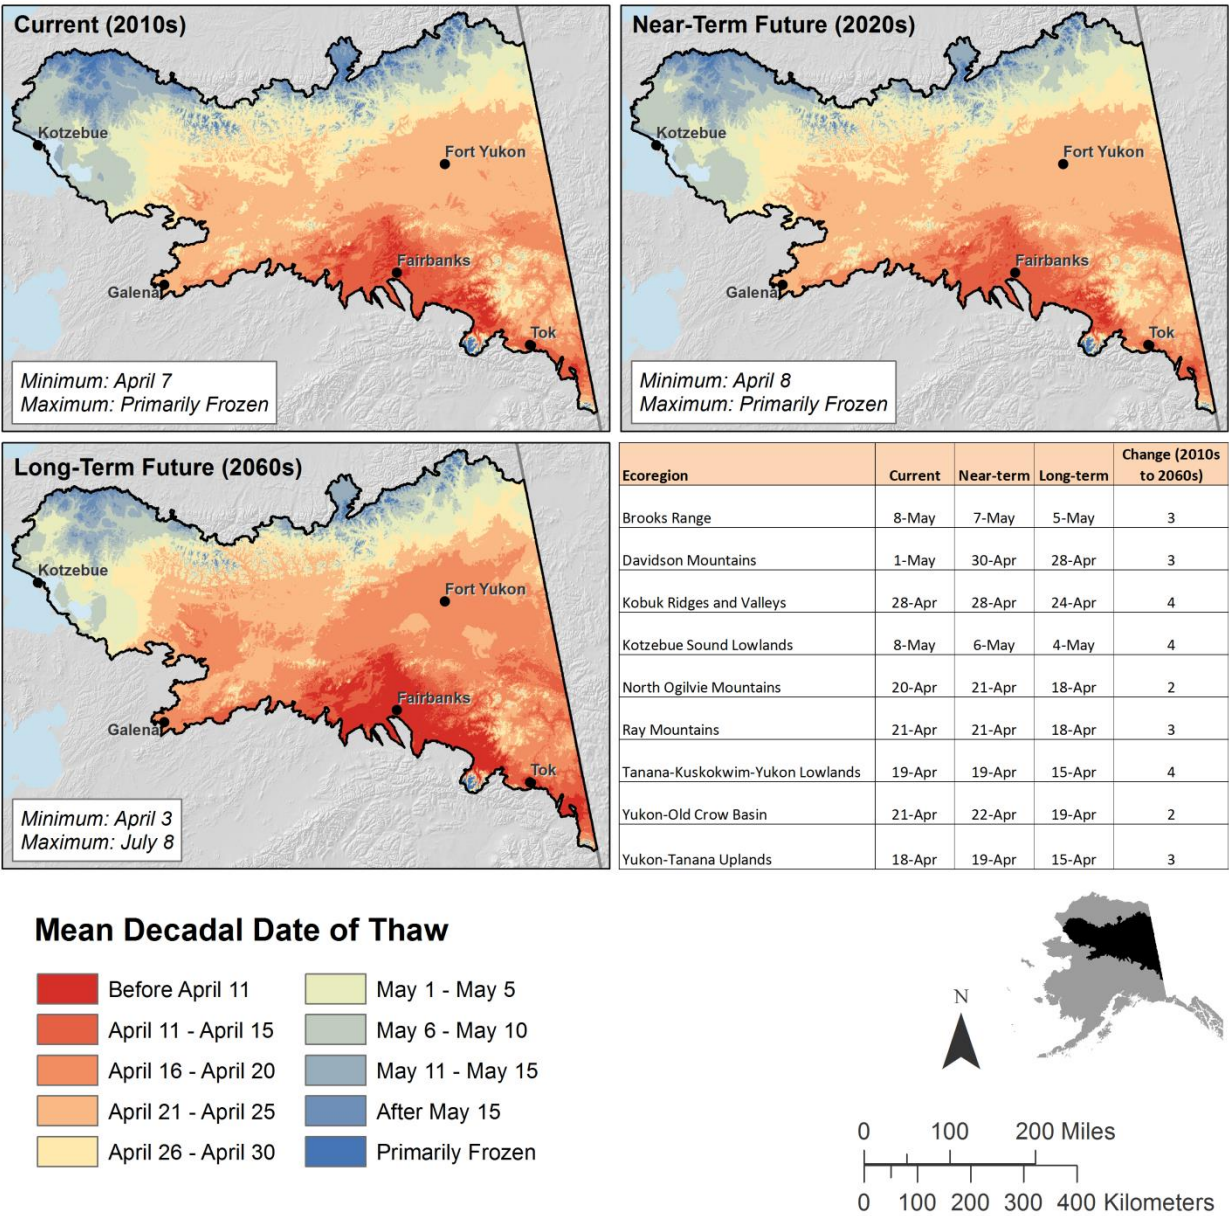 Current (2010s)
Kotzebue
Fort Yukon
Fairbanks
Galena
Tok
Minimum: April 7
Maximum: Primarily Frozen
Near-Term Future (2020s)
Kotzebue
Fort Yukon
Fairbanks
Galena
Tok
Minimum: April 8
Maximum: Primarily Frozen
Long-Term Future (2060s)
Kotzebue
Fort Yukon
Fairbanks
Galena
Tok
Minimum: April 3
Maximum: July 8
Ecoregion Current Near-term Long-term Change (2010s to 2060s)
Brooks Range 8-May 7-May 5-May 3
Davidson Mountains 1-May 30-Apr 28-Apr 3
Kobuk Ridges and Valleys 28-Apr 28-Apr 24-Apr 4
Kotzebue Sound Lowlands 8-May 6-May 4-May 4
North Ogilvie Mountains 20-Apr 21-Apr 18-Apr 2
Ray Mountains 21-Apr 21-Apr 18-Apr 3
Tanana-Kuskokwim-Yukon Lowlands 19-Apr 19-Apr 15-Apr 4
Yukon-Old Crow Basin 21-Apr 22-Apr 19-Apr 2
Yukon-Tanana Uplands 18-Apr 19-Apr 15-Apr 3
Mean Decadal Date of Thaw
Before April 11
April 11 - April 15
April 16 - April 20
April 21 - April 25
April 26 - April 30
May 1 - May 5
May 6 - May 10
May 11 - May 15
After May 15
Primarily Frozen
N
0 100 200 Miles
0 100 200 300 400 Kilometers